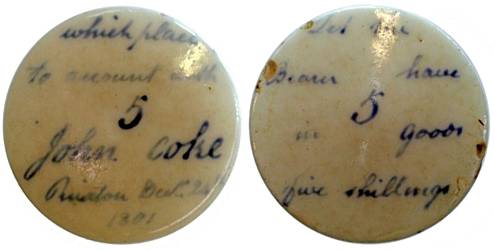 which place
to account with
5
John Coke
Pinxton Decr. 24th
1801
Let the
Bearer have
5
in goods
five shillings